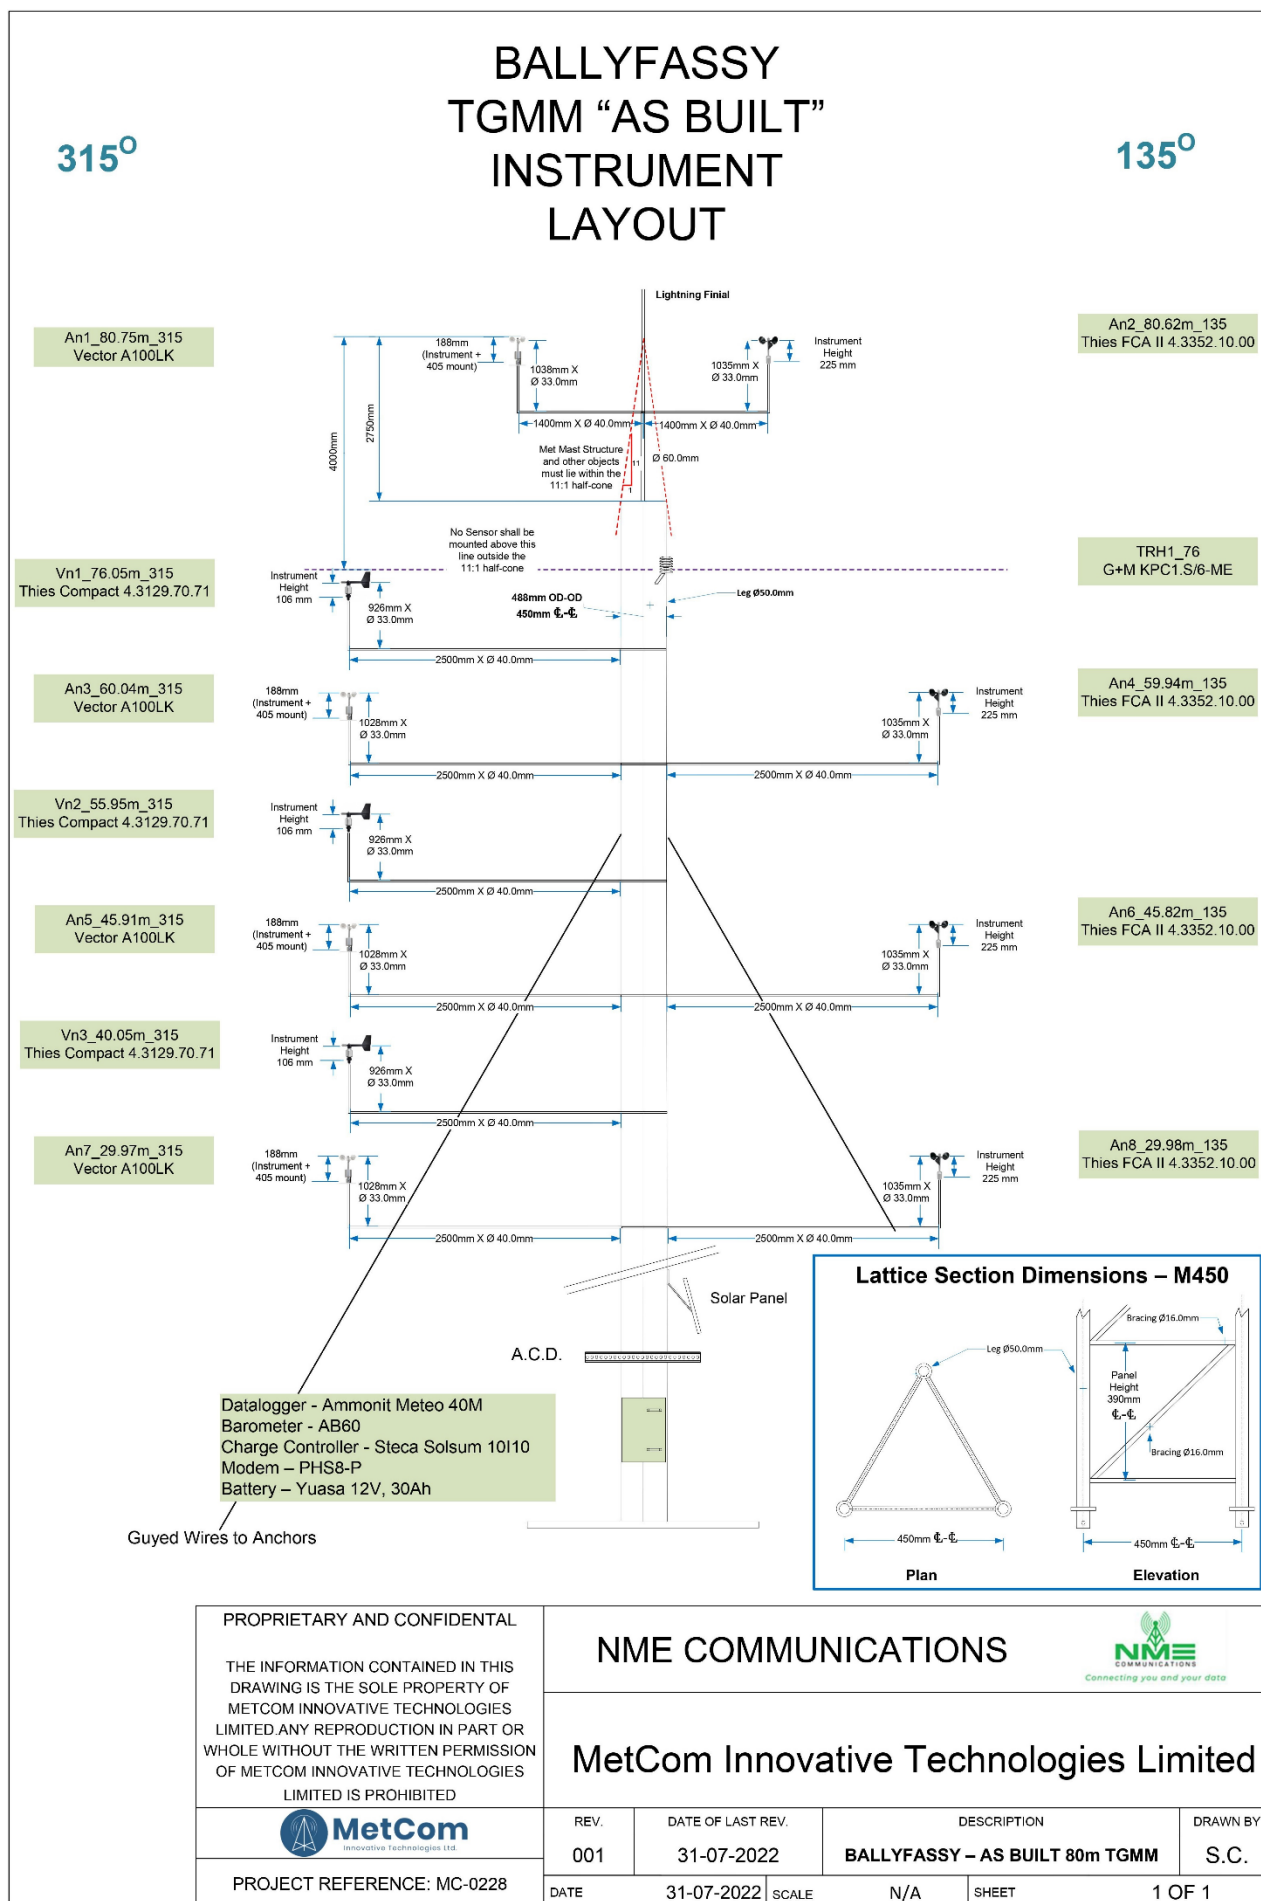 BALLYFASSY
TGMM “AS BUILT”
INSTRUMENT
LAYOUT
315°
135°
Lightning Finial
An1_80.75m_315
Vector A100LK
188mm
(Instrument +
405 mount)
1038mm X
Ø 33.0mm
1035mm X
Ø 33.0mm
Instrument
Height
225 mm
An2_80.62m_135
Thies FCA II 4.3352.10.00
4000mm
2750mm
1400mm X Ø 40.0mm
1400mm X Ø 40.0mm
Met Mast Structure
and other objects
must lie within the
11:1 half-cone
11
1
Ø 60.0mm
No Sensor shall be
mounted above this
line outside the
11:1 half-cone
Vn1_76.05m_315
Thies Compact 4.3129.70.71
Instrument
Height
106 mm
926mm X
Ø 33.0mm
488mm OD-OD
450mm ℄-℄
Leg Ø50.0mm
TRH1_76
G+M KPC1.S/6-ME
2500mm X Ø 40.0mm
An3_60.04m_315
Vector A100LK
188mm
(Instrument +
405 mount)
1028mm X
Ø 33.0mm
1035mm X
Ø 33.0mm
Instrument
Height
225 mm
An4_59.94m_135
Thies FCA II 4.3352.10.00
2500mm X Ø 40.0mm
2500mm X Ø 40.0mm
Vn2_55.95m_315
Thies Compact 4.3129.70.71
Instrument
Height
106 mm
926mm X
Ø 33.0mm
2500mm X Ø 40.0mm
An5_45.91m_315
Vector A100LK
188mm
(Instrument +
405 mount)
1028mm X
Ø 33.0mm
1035mm X
Ø 33.0mm
Instrument
Height
225 mm
An6_45.82m_135
Thies FCA II 4.3352.10.00
2500mm X Ø 40.0mm
2500mm X Ø 40.0mm
Vn3_40.05m_315
Thies Compact 4.3129.70.71
Instrument
Height
106 mm
926mm X
Ø 33.0mm
2500mm X Ø 40.0mm
An7_29.97m_315
Vector A100LK
188mm
(Instrument +
405 mount)
1028mm X
Ø 33.0mm
1035mm X
Ø 33.0mm
Instrument
Height
225 mm
An8_29.98m_135
Thies FCA II 4.3352.10.00
2500mm X Ø 40.0mm
2500mm X Ø 40.0mm
Solar Panel
A.C.D.
Datalogger - Ammonit Meteo 40M
Barometer - AB60
Charge Controller - Steca Solsum 10I10
Modem – PHS8-P
Battery – Yuasa 12V, 30Ah
Guyed Wires to Anchors
Lattice Section Dimensions – M450
Bracing Ø16.0mm
Leg Ø50.0mm
Panel
Height
390mm
℄-℄
Bracing Ø16.0mm
450mm ℄-℄
450mm ℄-℄
Plan
Elevation
PROPRIETARY AND CONFIDENTAL
THE INFORMATION CONTAINED IN THIS
DRAWING IS THE SOLE PROPERTY OF
METCOM INNOVATIVE TECHNOLOGIES
LIMITED.ANY REPRODUCTION IN PART OR
WHOLE WITHOUT THE WRITTEN PERMISSION
OF METCOM INNOVATIVE TECHNOLOGIES
LIMITED IS PROHIBITED
MetCom
Innovative Technologies Ltd.
PROJECT REFERENCE: MC-0228
NME COMMUNICATIONS
NME
COMMUNICATIONS
Connecting you and your data
MetCom Innovative Technologies Limited
REV.
001
DATE OF LAST REV.
31-07-2022
DESCRIPTION
BALLYFASSY – AS BUILT 80m TGMM
DRAWN BY
S.C.
DATE
31-07-2022
SCALE
N/A
SHEET
1 OF 1